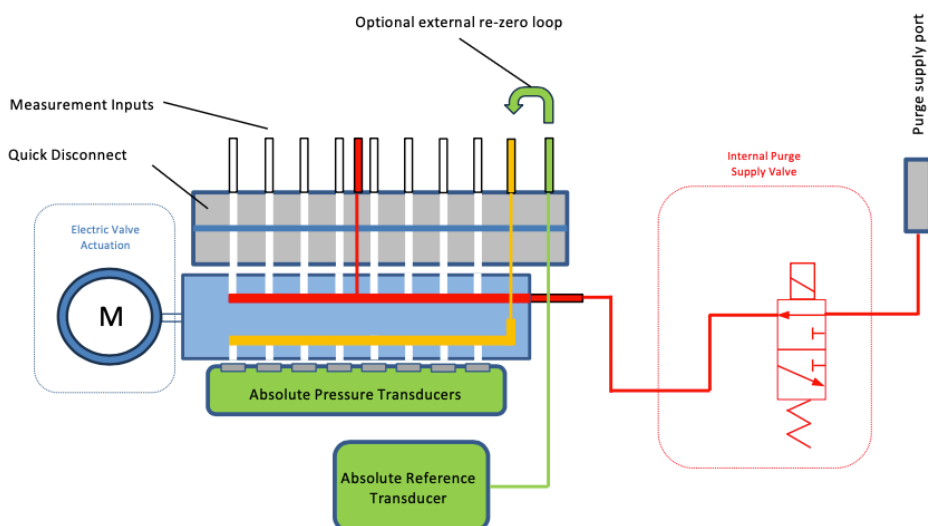 Optional external re-zero loop
Purge supply port
Measurement Inputs
Quick Disconnect
Internal Purge
Supply Valve
Electric Valve
Actuation
M
Absolute Pressure Transducers
Absolute Reference
Transducer